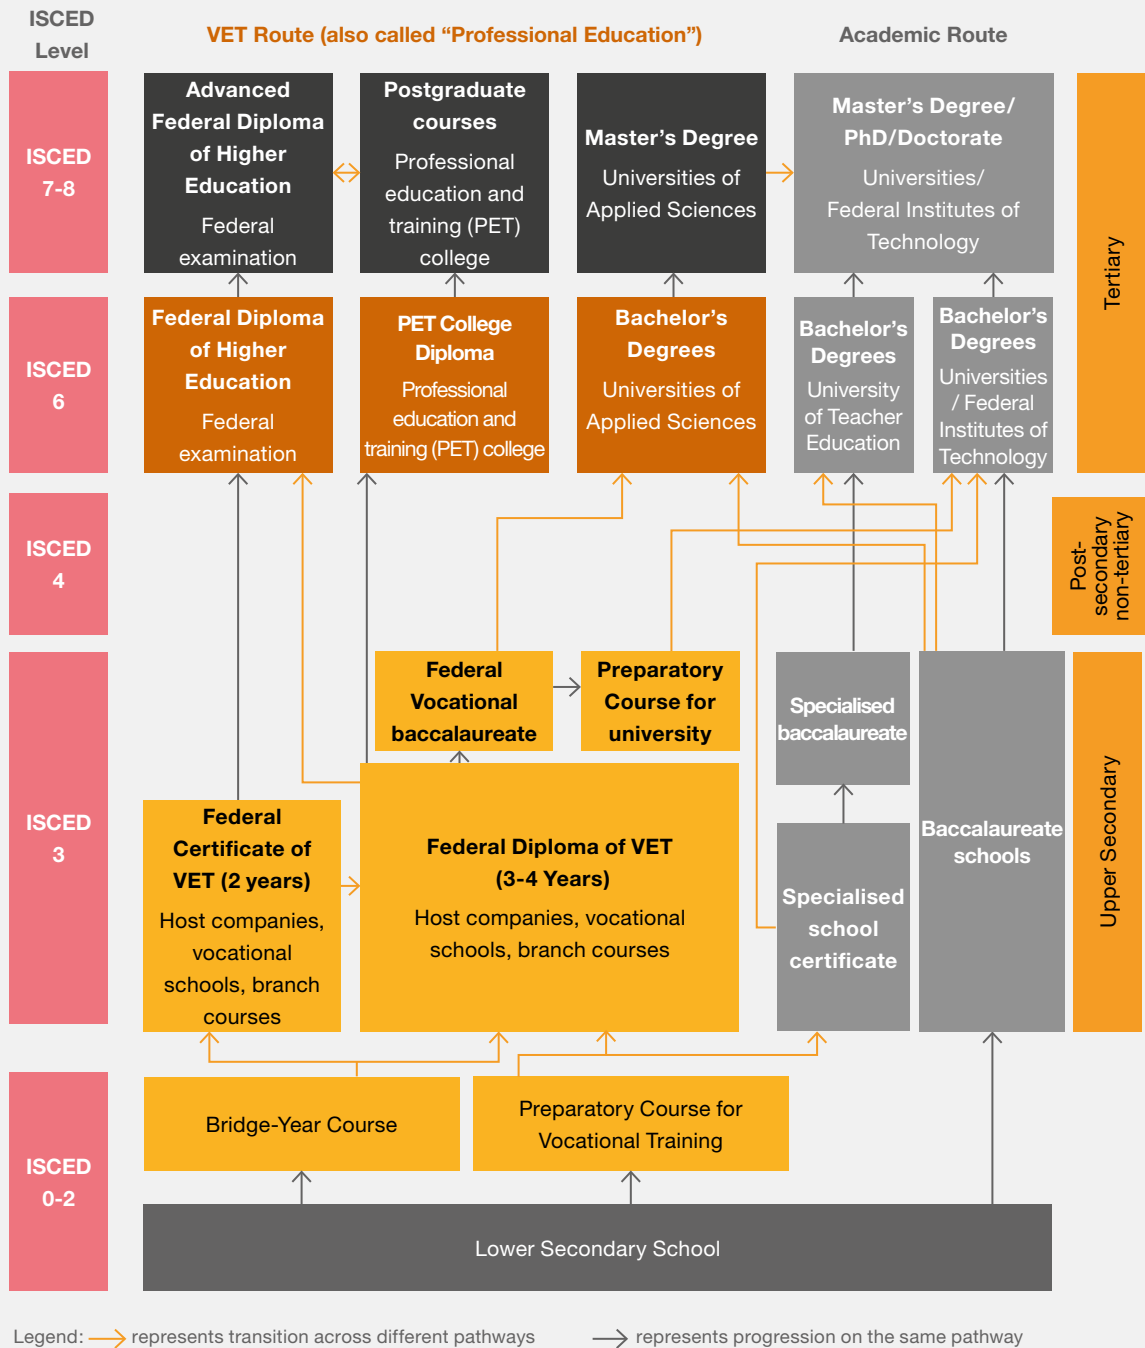 ISCED
Level
VET Route (also called “Professional Education”)
Academic Route
ISCED
7-8
Advanced
Federal Diploma
of Higher
Education
Federal
examination
Postgraduate
courses
Professional
education and
training (PET)
college
Master’s Degree
Universities of
Applied Sciences
Master’s Degree/
PhD/Doctorate
Universities/
Federal Institutes of
Technology
Tertiary
ISCED
6
Federal Diploma
of Higher
Education
Federal
examination
PET College
Diploma
Professional
education and
training (PET) college
Bachelor’s
Degrees
Universities of
Applied Sciences
Bachelor’s
Degrees
University
of Teacher
Education
Bachelor’s
Degrees
Universities
/ Federal
Institutes of
Technology
ISCED
4
Post-
secondary
non-tertiary
ISCED
3
Federal
Vocational
baccalaureate
Preparatory
Course for
university
Specialised
baccalaureate
Baccalaureate
schools
Upper Secondary
Federal
Certificate of
VET (2 years)
Host companies,
vocational
schools, branch
courses
Federal Diploma of VET
(3-4 Years)
Host companies, vocational
schools, branch courses
Specialised
school
certificate
ISCED
0-2
Bridge-Year Course
Preparatory Course for
Vocational Training
Lower Secondary School
Legend: represents transition across different pathways
represents progression on the same pathway